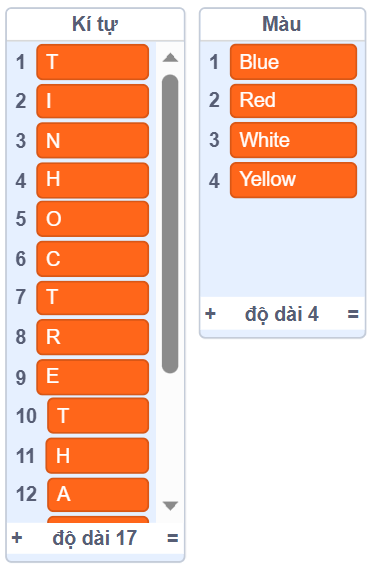 Kí tự
1 T
2 I
3 N
4 H
5 O
6 C
7 T
8 R
9 E
10 T
11 H
12 A
+ độ dài 17 =
Màu
1 Blue
2 Red
3 White
4 Yellow
+ độ dài 4 =